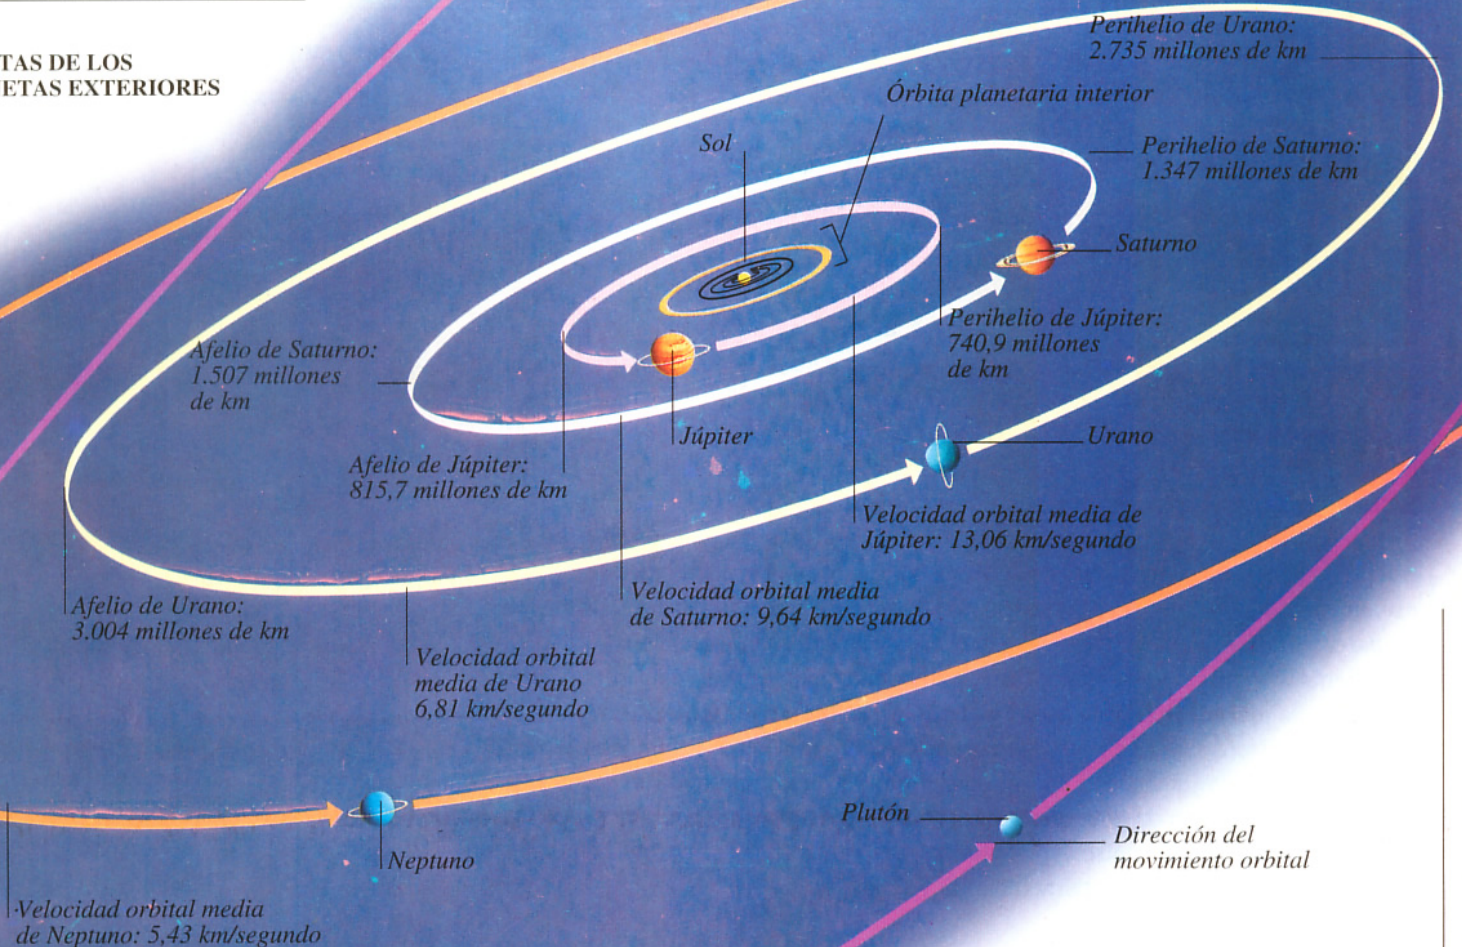 TAS DE LOS
ETAS EXTERIORES
Perihelio de Urano:
2.735 millones de km
Órbita planetaria interior
Sol
Perihelio de Saturno:
1.347 millones de km
Saturno
Perihelio de Júpiter:
740,9 millones
de km
Afelio de Saturno:
1.507 millones
de km
Júpiter
Urano
Afelio de Júpiter:
815,7 millones de km
Velocidad orbital media de
Júpiter: 13,06 km/segundo
Velocidad orbital media
de Saturno: 9,64 km/segundo
Afelio de Urano:
3.004 millones de km
Velocidad orbital
media de Urano
6,81 km/segundo
Plutón
Dirección del
movimiento orbital
Neptuno
Velocidad orbital media
de Neptuno: 5,43 km/segundo